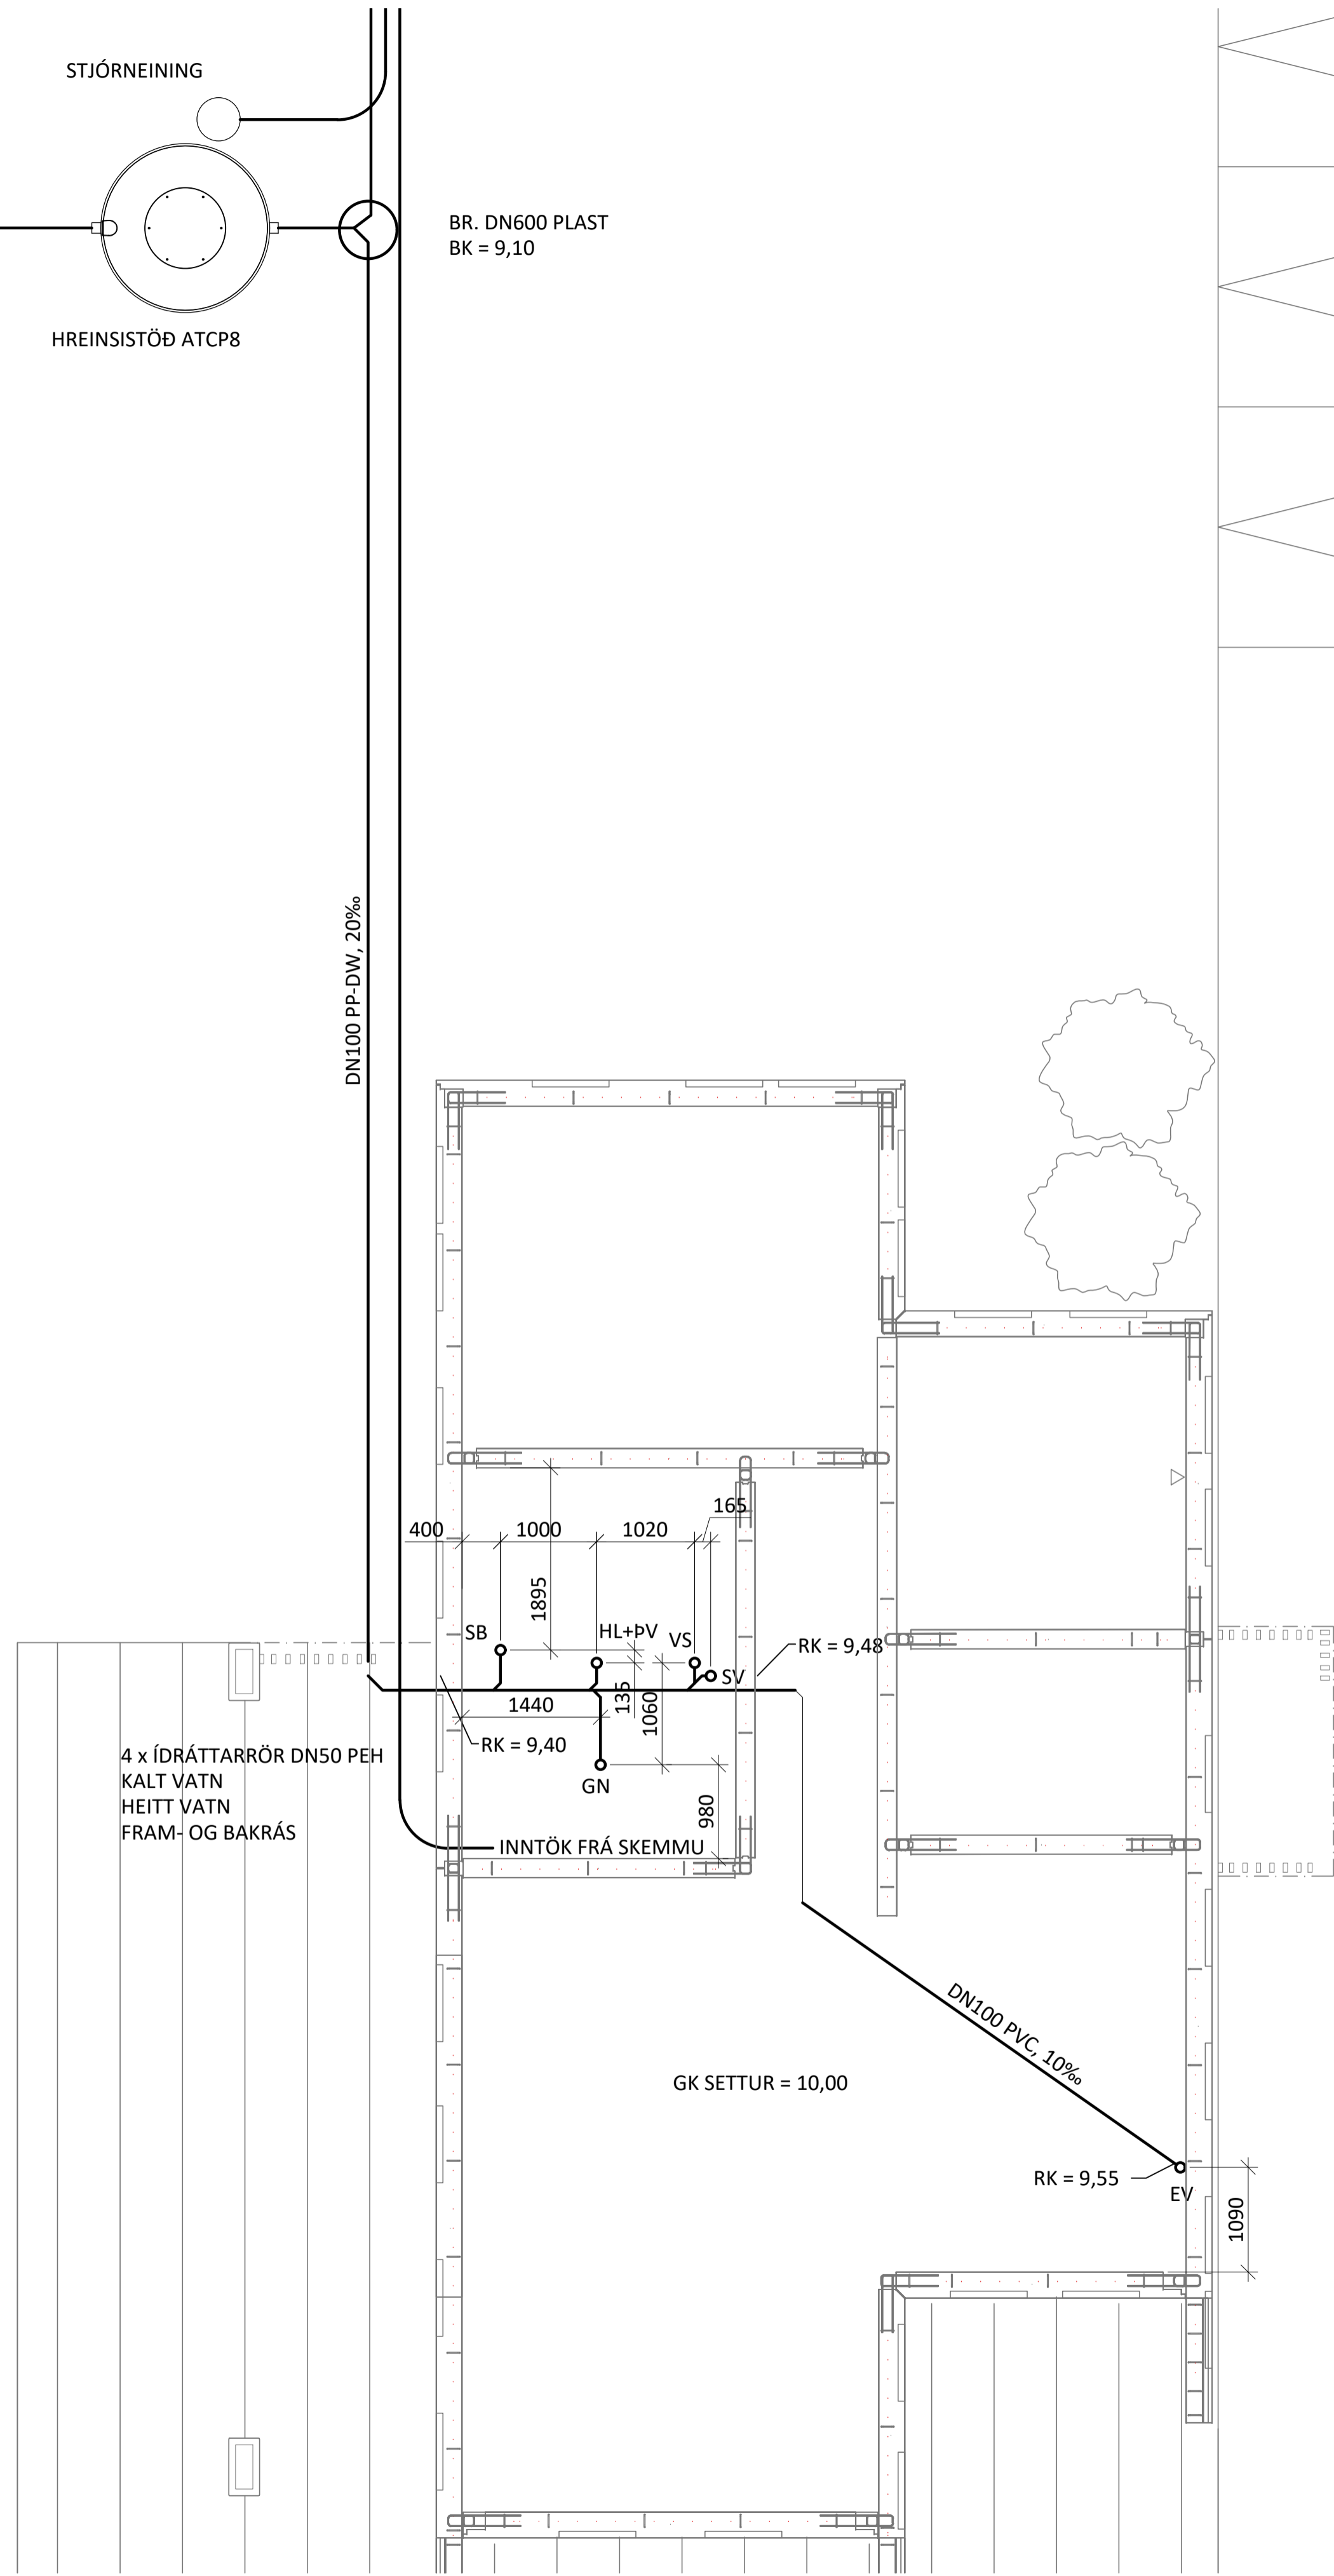 STJÓRNEINING
BR. DN600 PLAST
BK = 9,10
HREINSISTÖÐ ATCP8
DN100 PP-DW, 20‰
165
400
1000
1020
1895
SB
HL+ÞV
VS
SV
RK = 9,48
135
1060
1440
RK = 9,40
GN
980
4 x ÍDRÁTTARRÖR DN50 PEH
KALT VATN
HEITT VATN
FRAM- OG BAKRÁS
INNTÖK FRÁ SKEMMU
DN100 PVC, 10‰
GK SETTUR = 10,00
RK = 9,55
EV
1090